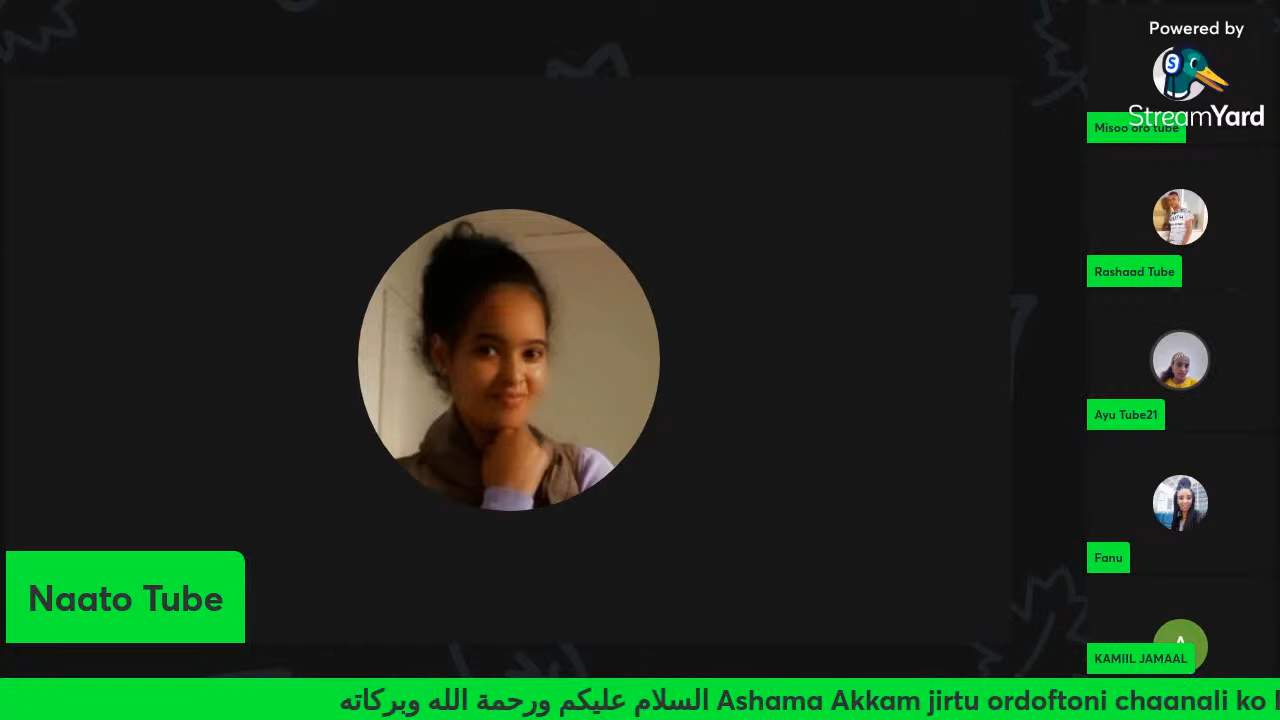 Powered by
StreamYard
Misoo oro tube
Rashaad Tube
Ayu Tube21
Fanu
KAMIIL JAMAAL
Naato Tube
السلام عليكم ورحمة الله وبركاته Ashama Akkam jirtu ordoftoni chaanali ko